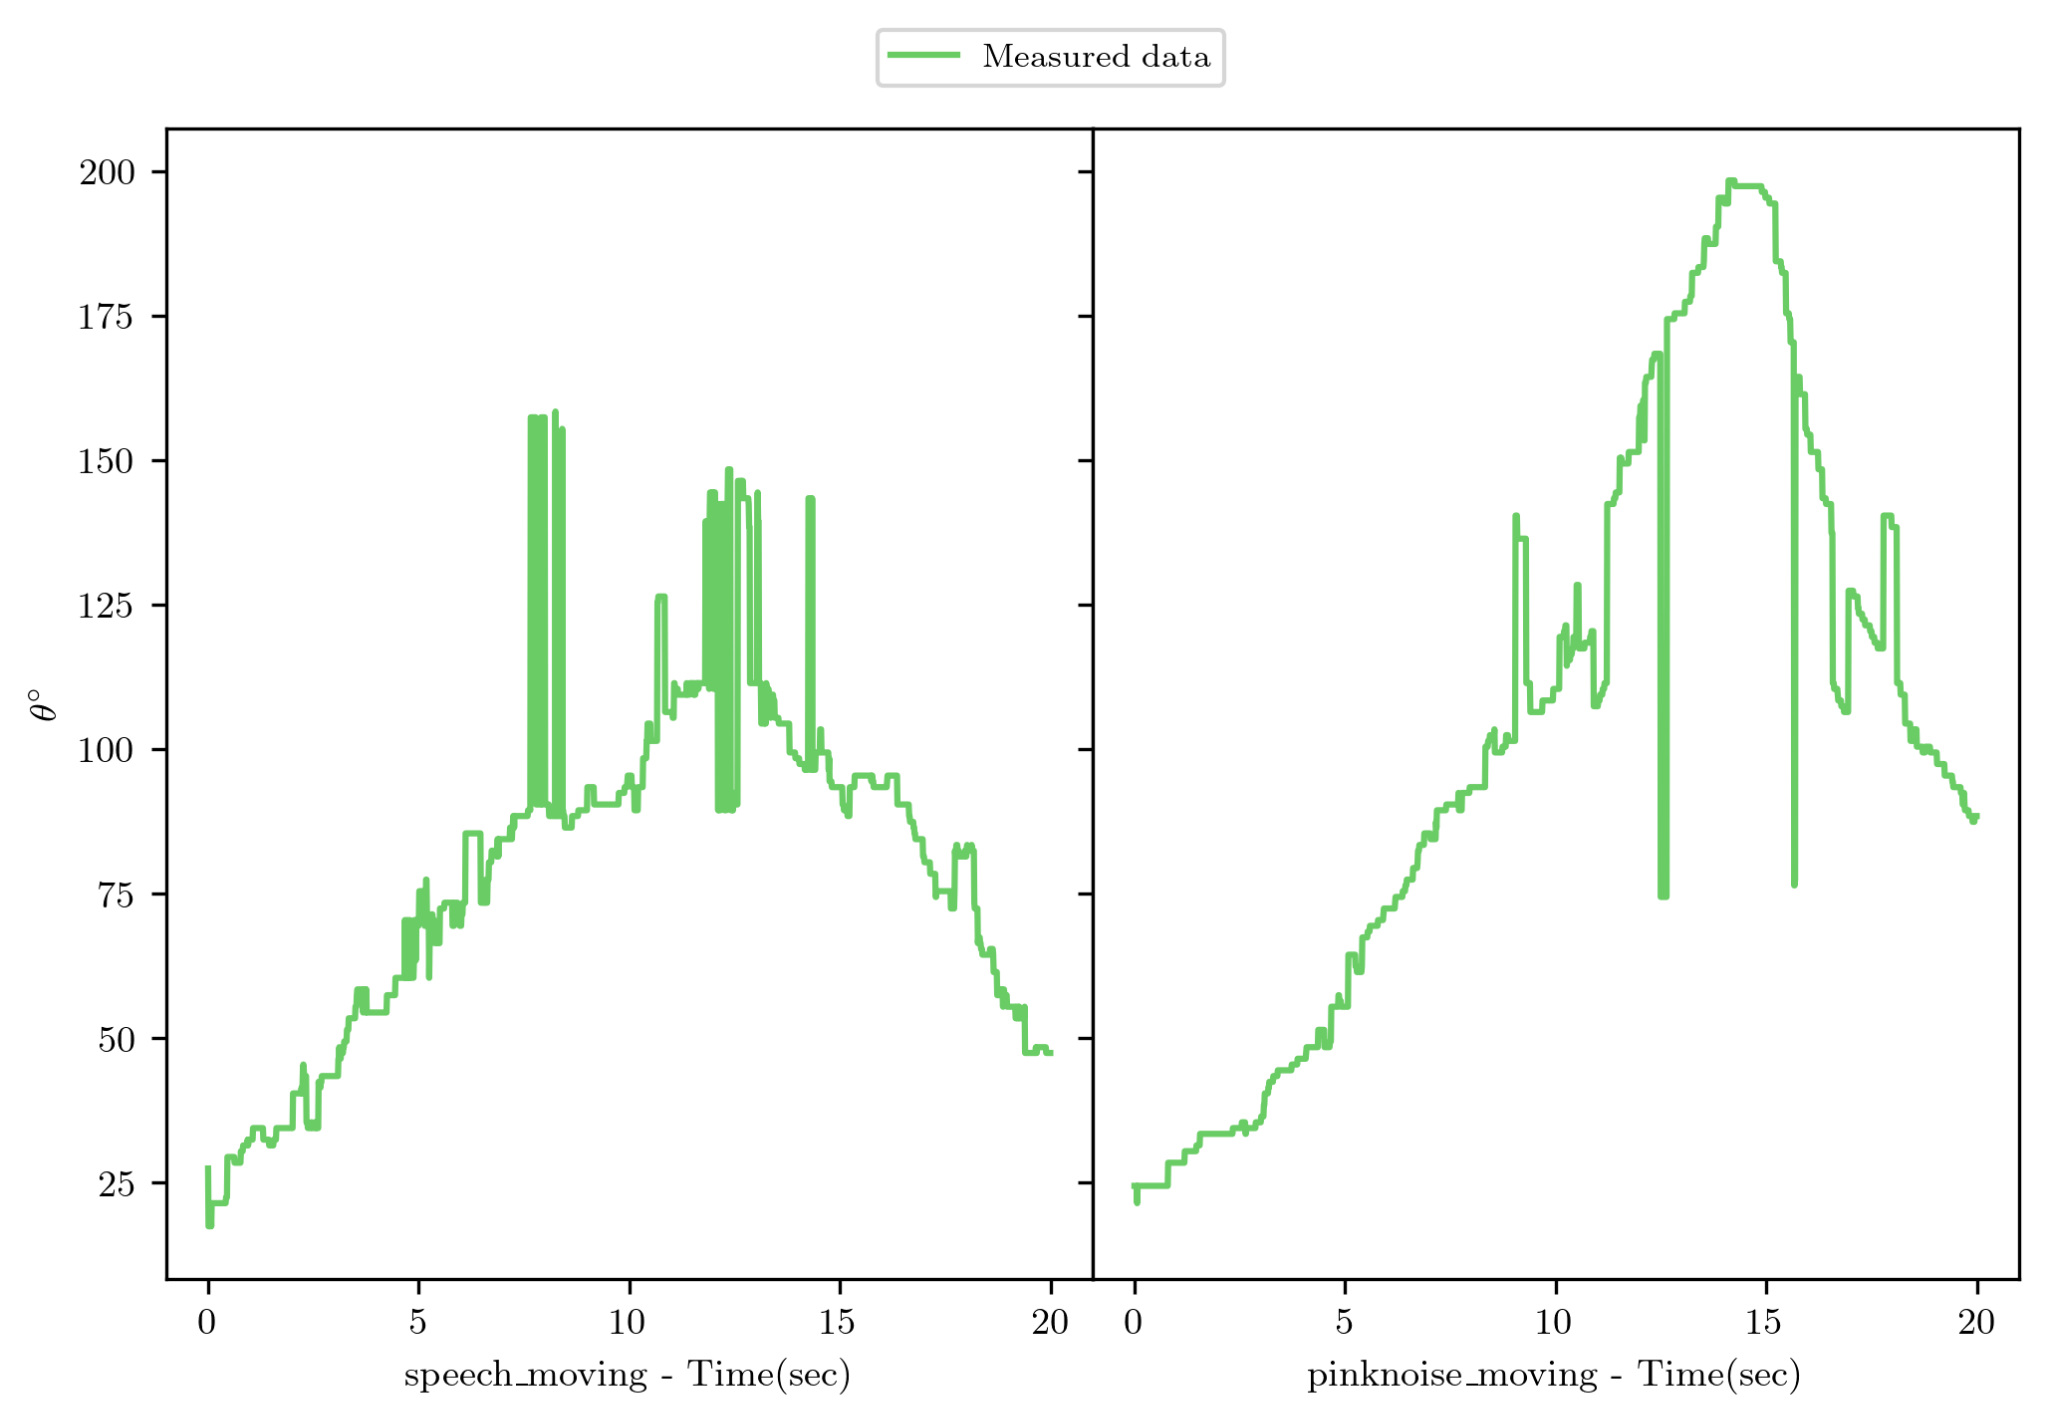 Measured data
200
175
150
125
100
75
50
25
θ°
0 5 10 15 20
0 5 10 15 20
speech_moving - Time(sec)
pinknoise_moving - Time(sec)